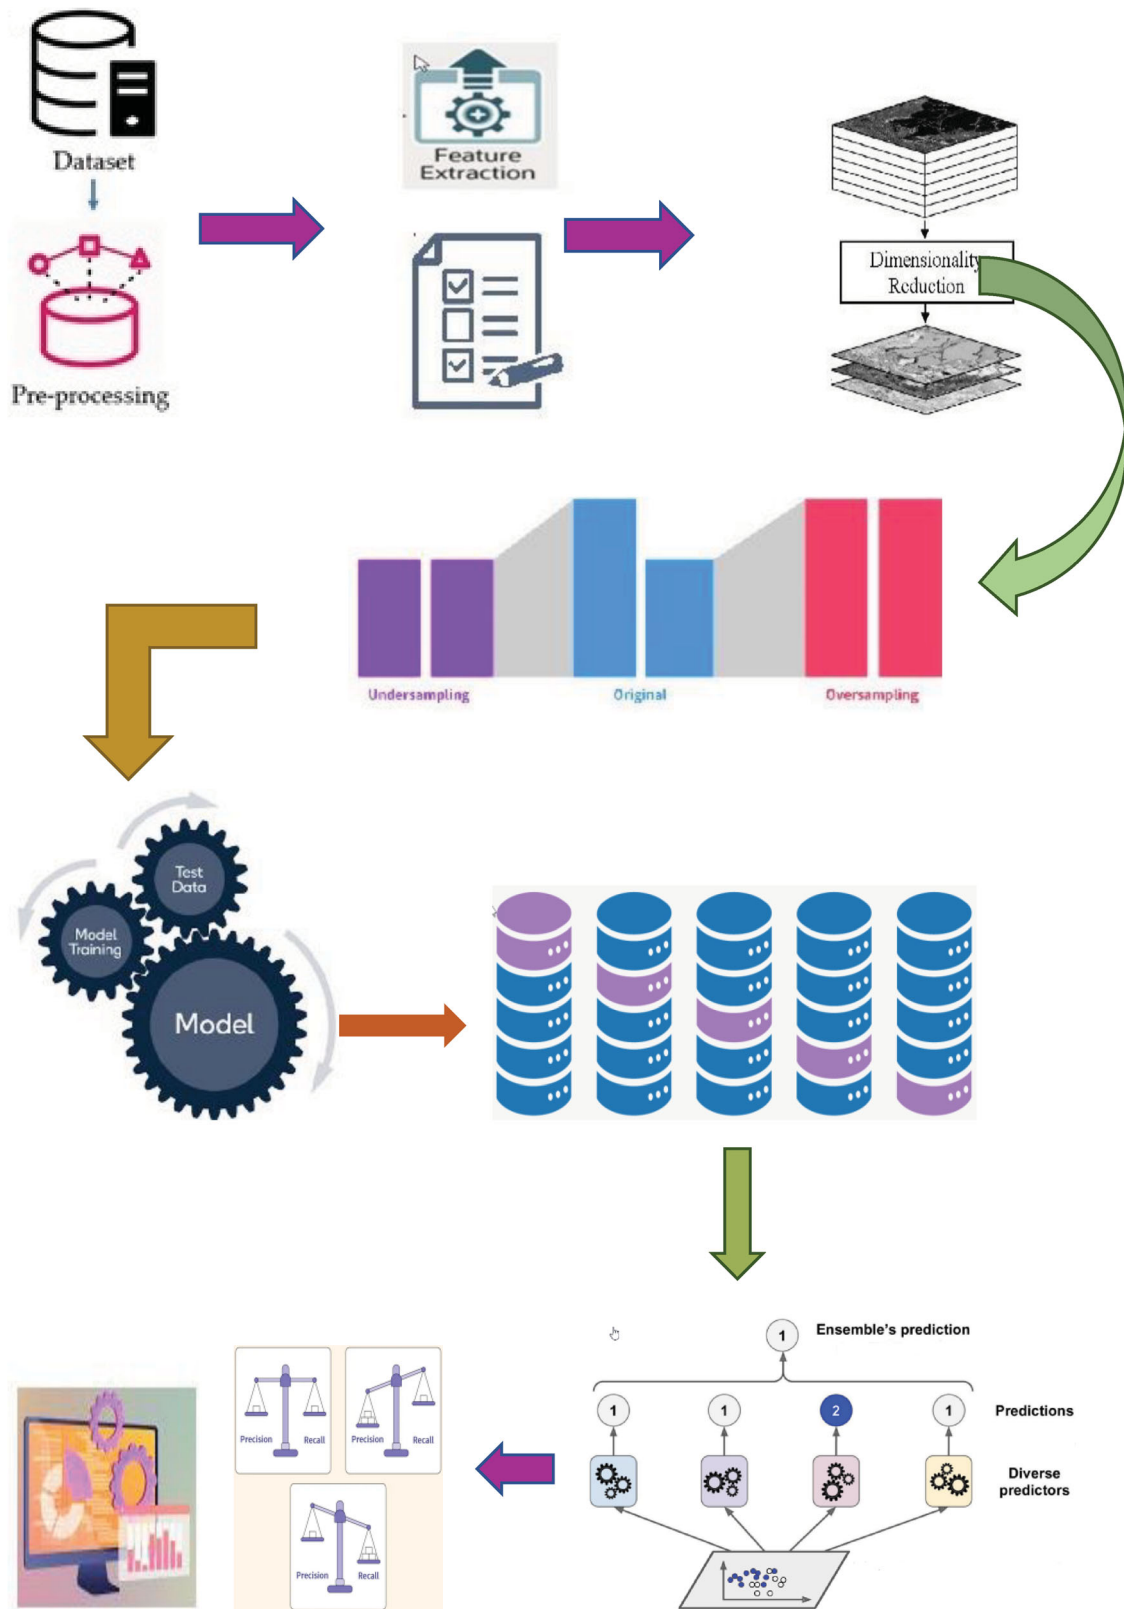 Dataset
Pre-processing
Feature
Extraction
Dimensionality
Reduction
Undersampling
Original
Oversampling
Test
Data
Model
Training
Model
Ensemble's prediction
1
1
1
2
1
Predictions
Diverse
predictors
Precision
Recall
Precision
Recall
Precision
Recall